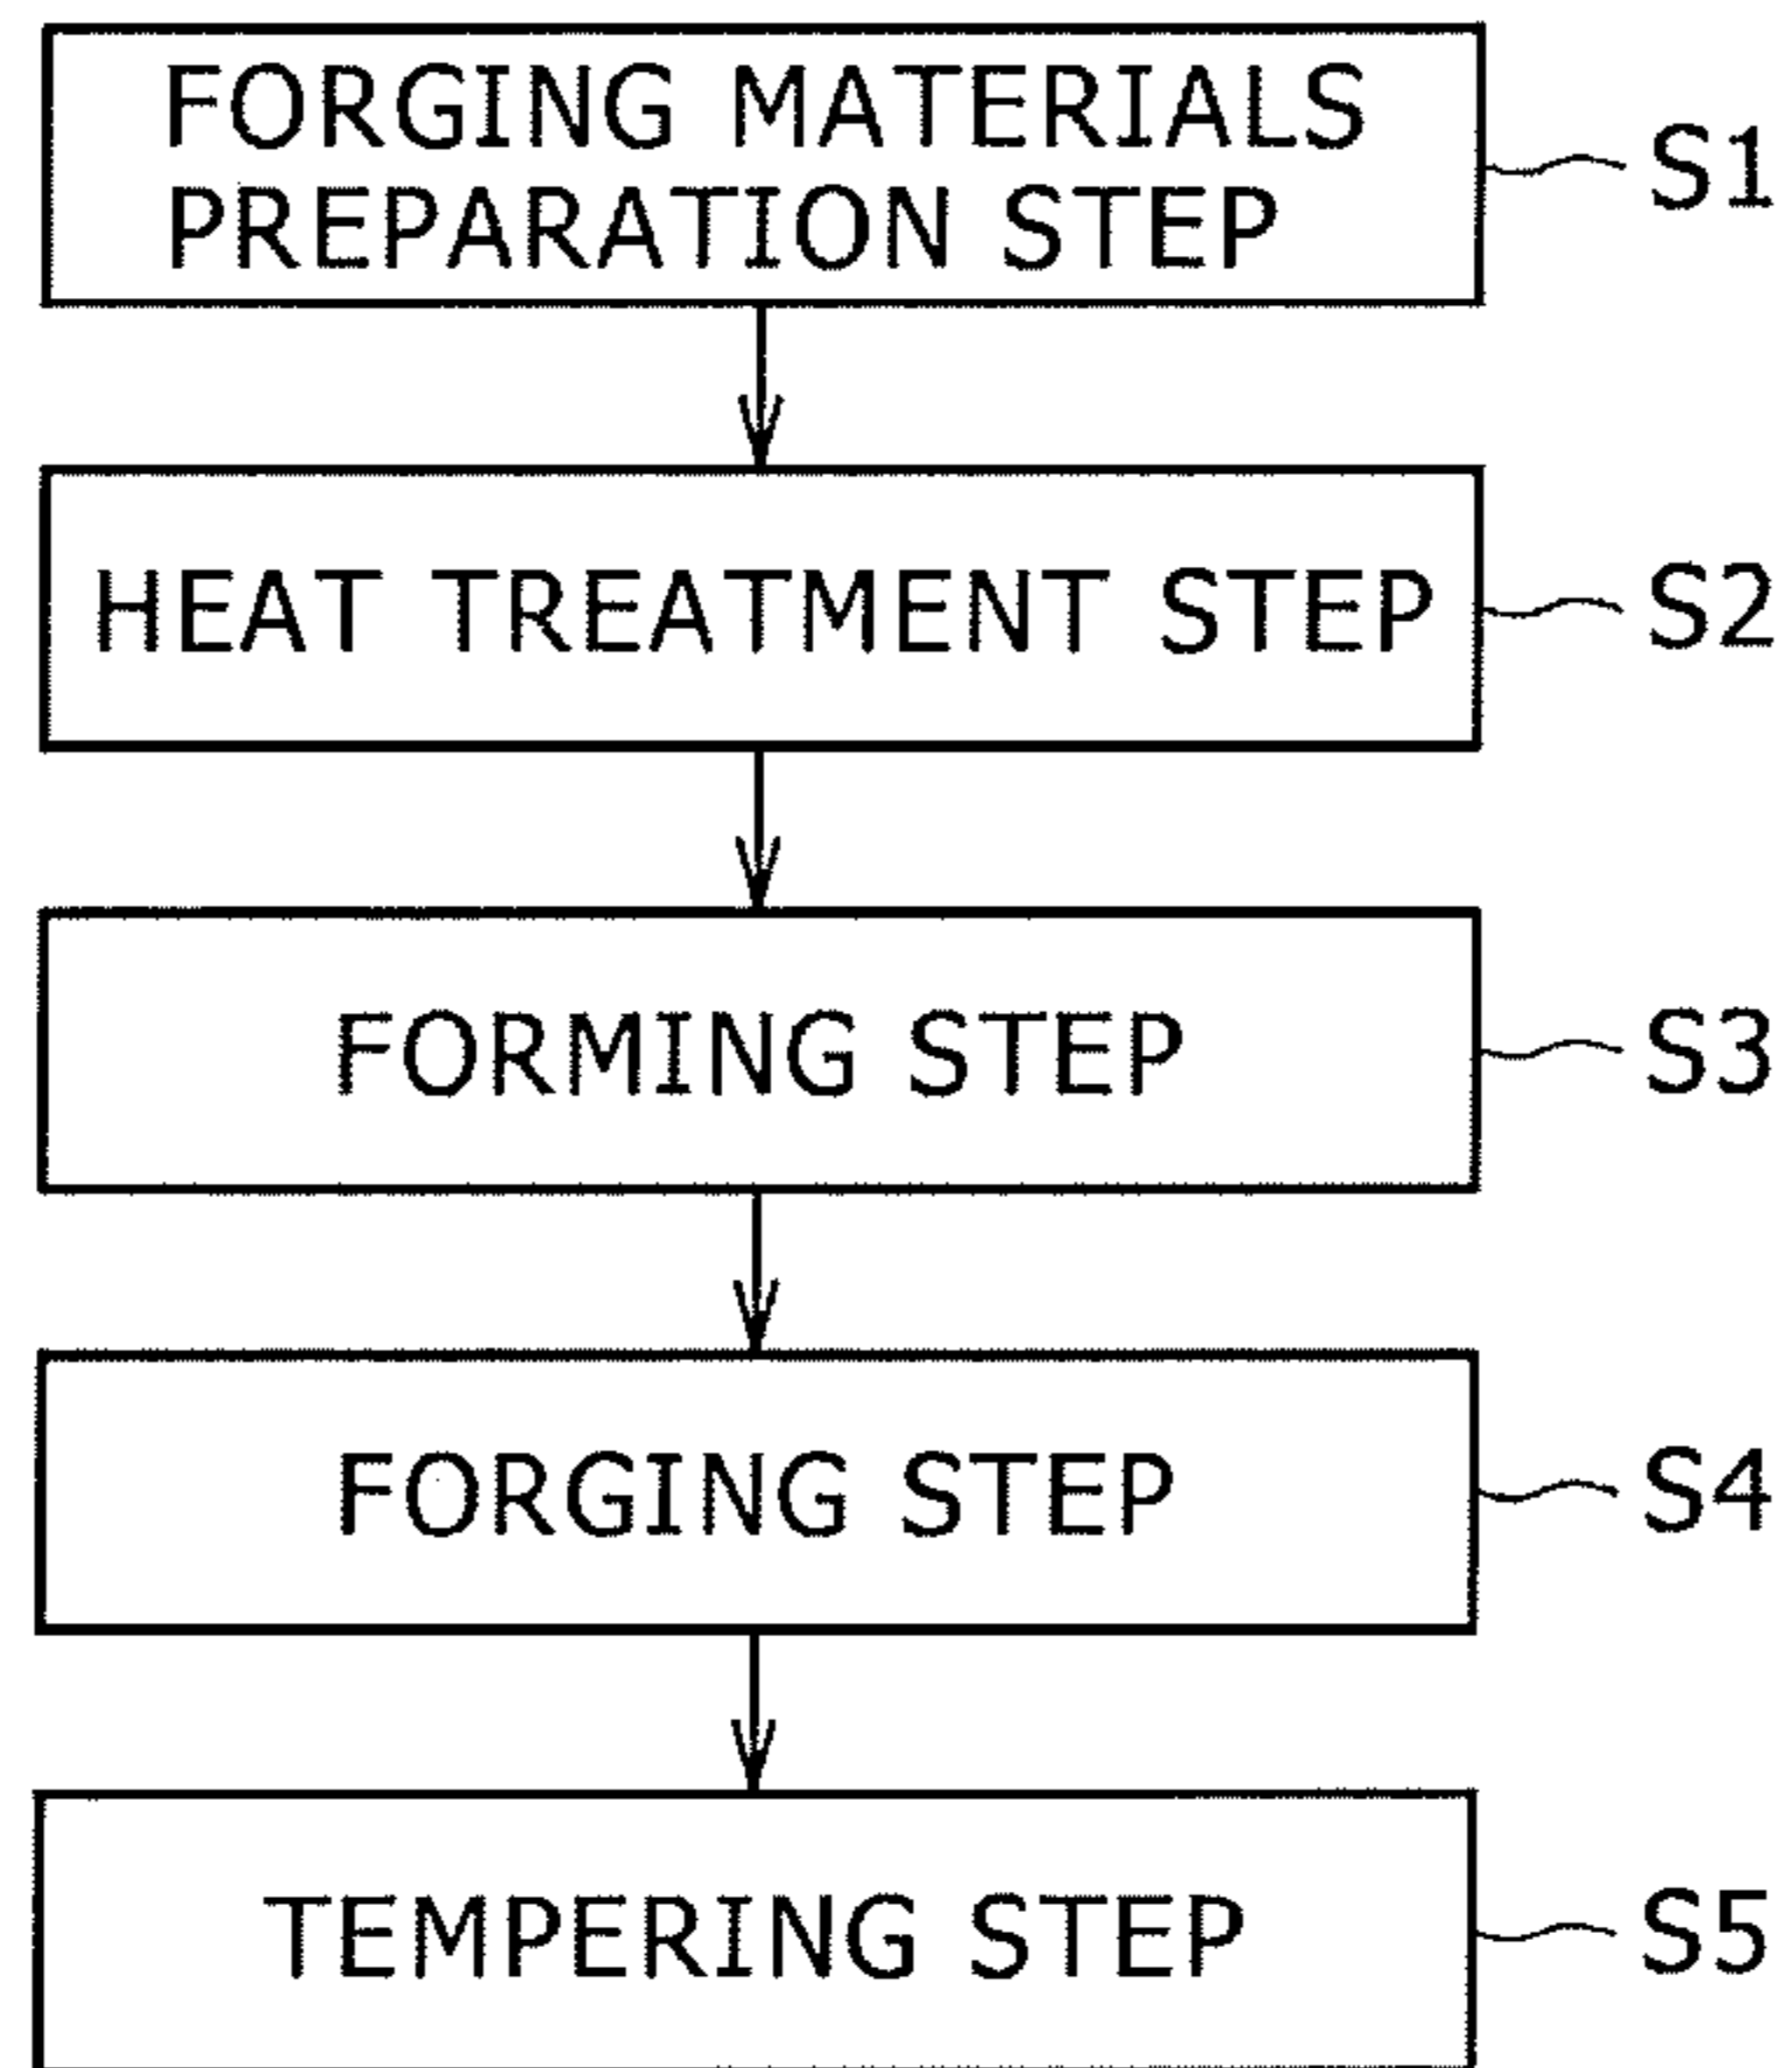 FORGING MATERIALS
PREPARATION STEP
S1
HEAT TREATMENT STEP
S2
FORMING STEP
S3
FORGING STEP
S4
TEMPERING STEP
S5